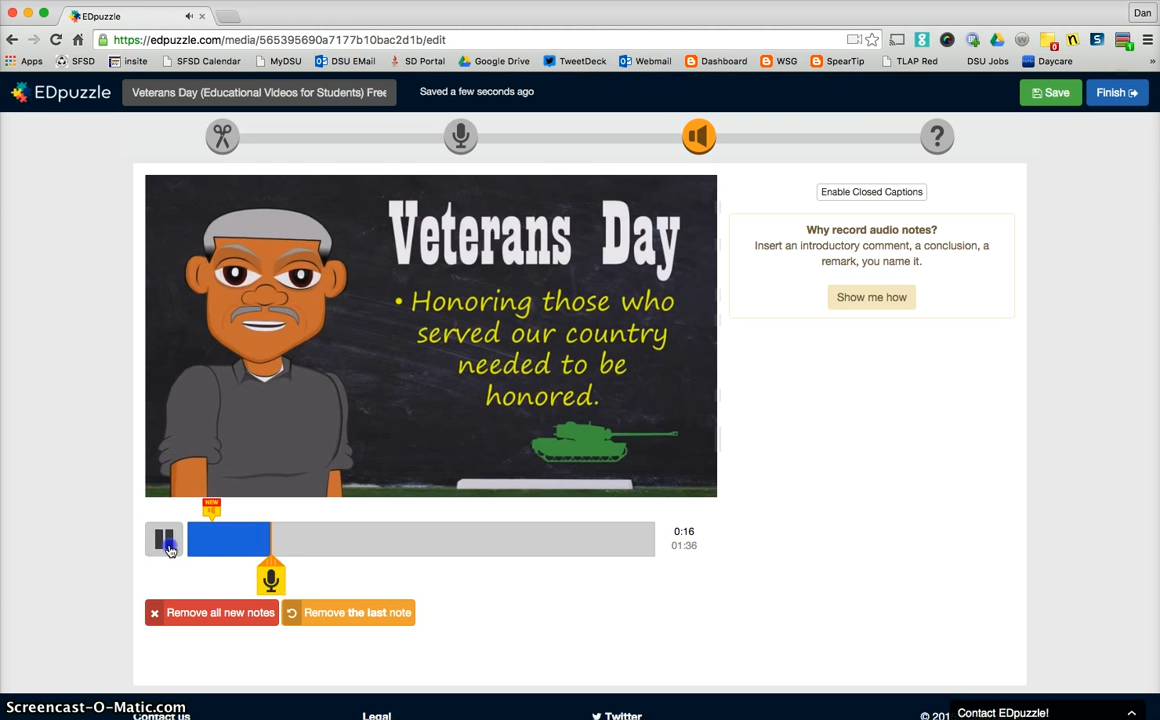 EDpuzzle
Dan
https://edpuzzle.com/media/565395690a7177b10bac2d1b/edit
Apps SFSD insite SFSD Calendar MyDSU DSU EMail SD Portal Google Drive TweetDeck Webmail Dashboard WSG SpearTip TLAP Red DSU Jobs Daycare »
EDpuzzle Veterans Day (Educational Videos for Students) Free Saved a few seconds ago Save Finish
?
Veterans Day
• Honoring those who
served our country
needed to be
honored.
Enable Closed Captions
Why record audio notes?
Insert an introductory comment, a conclusion, a
remark, you name it.
Show me how
NEW
0:16
01:36
Remove all new notes Remove the last note
Screencast-O-Matic.com
Contact us Legal Twitter © 201
Contact EDpuzzle!